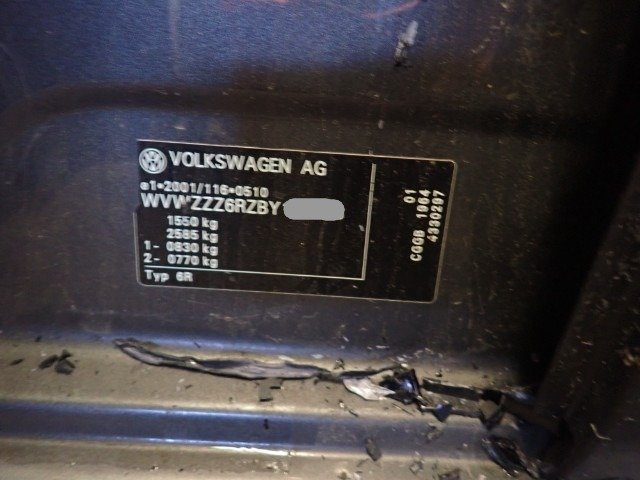 VOLKSWAGEN AG
e1*2001/116*0510
WVWZZZ6RZBY
1550 kg
2585 kg
1- 0830 kg
2- 0770 kg
Typ 6R
01
CGGB 1984
4330297